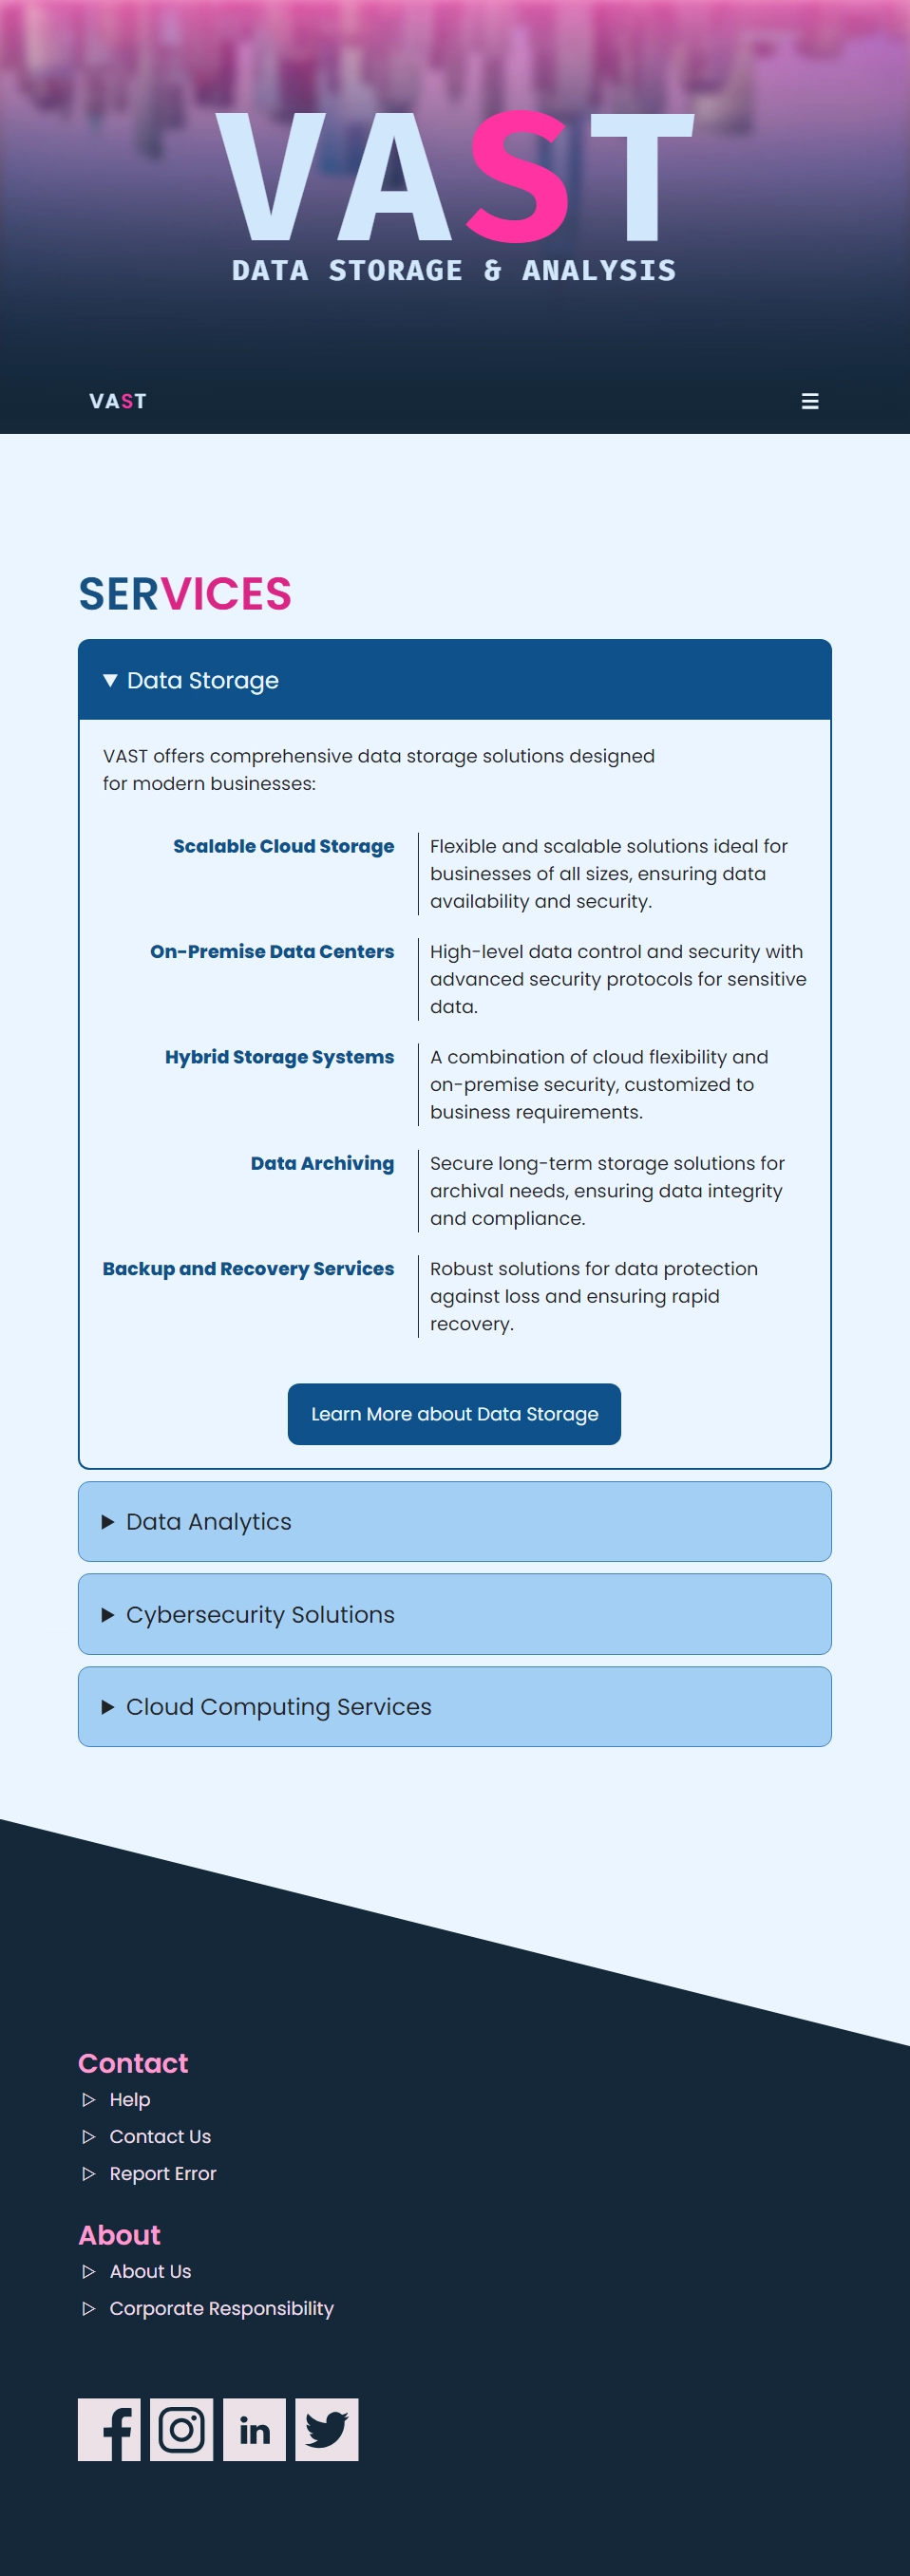 VAST
DATA STORAGE & ANALYSIS
VAST
SERVICES
Data Storage
VAST offers comprehensive data storage solutions designed
for modern businesses:
Scalable Cloud Storage
Flexible and scalable solutions ideal for
businesses of all sizes, ensuring data
availability and security.
On-Premise Data Centers
High-level data control and security with
advanced security protocols for sensitive
data.
Hybrid Storage Systems
A combination of cloud flexibility and
on-premise security, customized to
business requirements.
Data Archiving
Secure long-term storage solutions for
archival needs, ensuring data integrity
and compliance.
Backup and Recovery Services
Robust solutions for data protection
against loss and ensuring rapid
recovery.
Learn More about Data Storage
Data Analytics
Cybersecurity Solutions
Cloud Computing Services
Contact
Help
Contact Us
Report Error
About
About Us
Corporate Responsibility